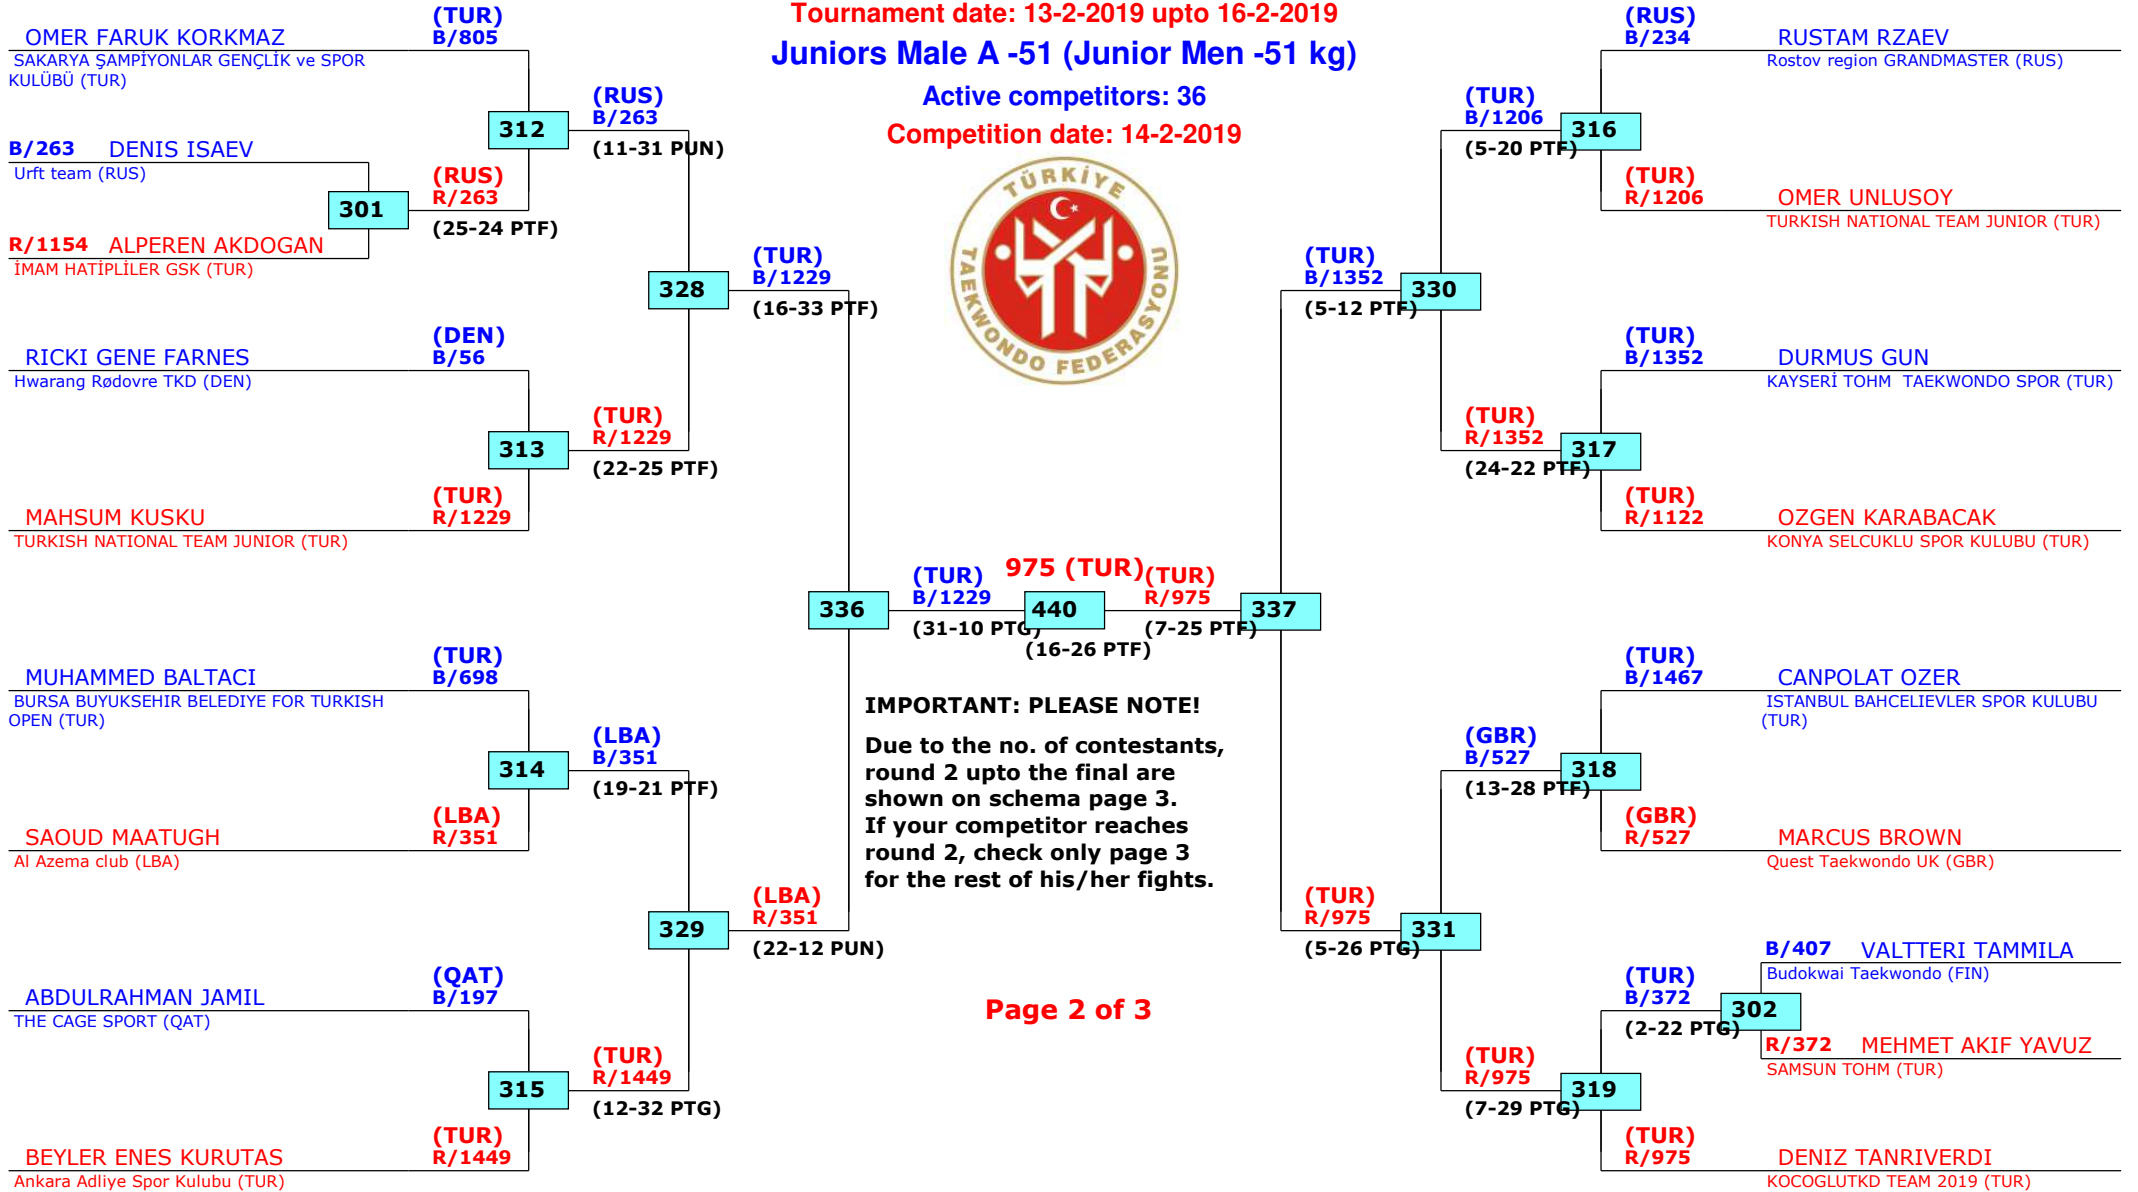 Tournament date: 13-2-2019 upto 16-2-2019
Juniors Male A -51 (Junior Men -51 kg)
Active competitors: 36
Competition date: 14-2-2019
TÜRKİYE
TAEKWONDO FEDERASYONU
(TUR)
OMER FARUK KORKMAZ B/805
SAKARYA ŞAMPİYONLAR GENÇLİK ve SPOR
KULÜBÜ (TUR)
312
B/263 DENIS ISAEV
Urft team (RUS)
301
(RUS)
R/263
(25-24 PTF)
R/1154 ALPEREN AKDOGAN
İMAM HATİPLİLER GSK (TUR)
(RUS)
B/263
(11-31 PUN)
328
(DEN)
RICKI GENE FARNES B/56
Hwarang Rødovre TKD (DEN)
313
(TUR)
R/1229
(22-25 PTF)
(TUR)
MAHSUM KUSKU R/1229
TURKISH NATIONAL TEAM JUNIOR (TUR)
(TUR)
B/1229
(16-33 PTF)
336
(TUR)
MUHAMMED BALTACI B/698
BURSA BUYUKSEHIR BELEDIYE FOR TURKISH
OPEN (TUR)
314
(LBA)
B/351
(19-21 PTF)
(LBA)
SAOUD MAATUGH R/351
Al Azema club (LBA)
329
(LBA)
R/351
(22-12 PUN)
(QAT)
ABDULRAHMAN JAMIL B/197
THE CAGE SPORT (QAT)
315
(TUR)
R/1449
(12-32 PTG)
(TUR)
BEYLER ENES KURUTAS R/1449
Ankara Adliye Spor Kulubu (TUR)
(TUR)
B/1229
(31-10 PTG)
975 (TUR)
440
(16-26 PTF)
(TUR)
R/975
(7-25 PTF)
337
IMPORTANT: PLEASE NOTE!
Due to the no. of contestants,
round 2 upto the final are
shown on schema page 3.
If your competitor reaches
round 2, check only page 3
for the rest of his/her fights.
Page 2 of 3
(RUS)
B/234 RUSTAM RZAEV
Rostov region GRANDMASTER (RUS)
(TUR)
B/1206
(5-20 PTF)
316
(TUR)
R/1206 OMER UNLUSOY
TURKISH NATIONAL TEAM JUNIOR (TUR)
(TUR)
B/1352
(5-12 PTF)
330
(TUR)
B/1352 DURMUS GUN
KAYSERİ TOHM  TAEKWONDO SPOR (TUR)
(TUR)
R/1352
(24-22 PTF)
317
(TUR)
R/1122 OZGEN KARABACAK
KONYA SELCUKLU SPOR KULUBU (TUR)
(TUR)
B/1467 CANPOLAT OZER
ISTANBUL BAHCELIEVLER SPOR KULUBU
(TUR)
(GBR)
B/527
(13-28 PTF)
318
(GBR)
R/527 MARCUS BROWN
Quest Taekwondo UK (GBR)
(TUR)
R/975
(5-26 PTG)
331
B/407 VALTTERI TAMMILA
Budokwai Taekwondo (FIN)
(TUR)
B/372
(2-22 PTG)
302
R/372 MEHMET AKIF YAVUZ
SAMSUN TOHM (TUR)
(TUR)
R/975
(7-29 PTG)
319
(TUR)
R/975 DENIZ TANRIVERDI
KOCOGLUTKD TEAM 2019 (TUR)